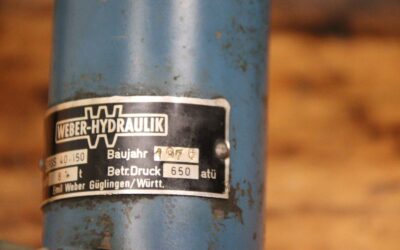 WEBER-HYDRAULIK
40/150 Baujahr
t Betr.Druck 650 atü
Emil Weber Güglingen/Württ.